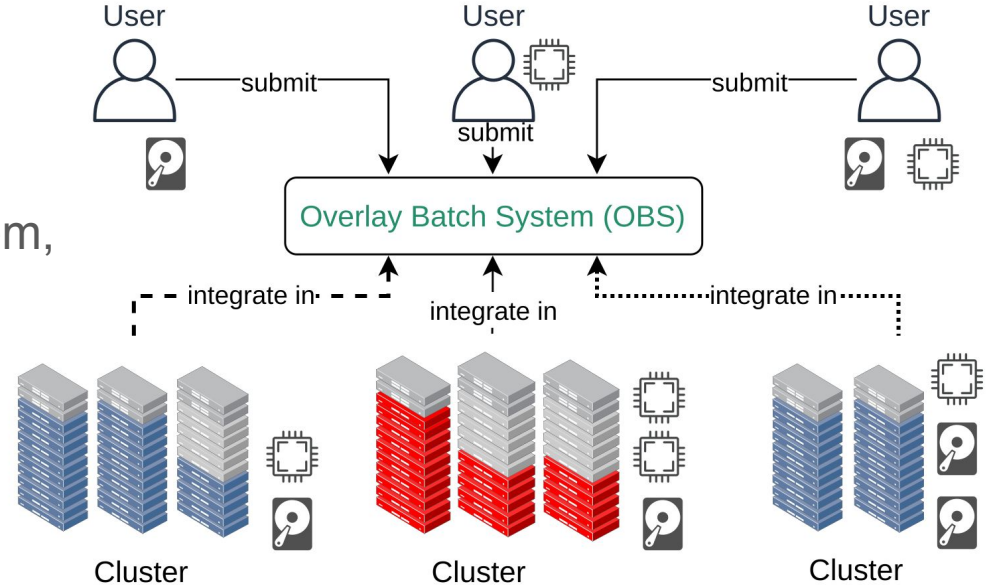 User
User
User
submit
submit
submit
Overlay Batch System (OBS)
m,
integrate in
integrate in
integrate in
Cluster
Cluster
Cluster